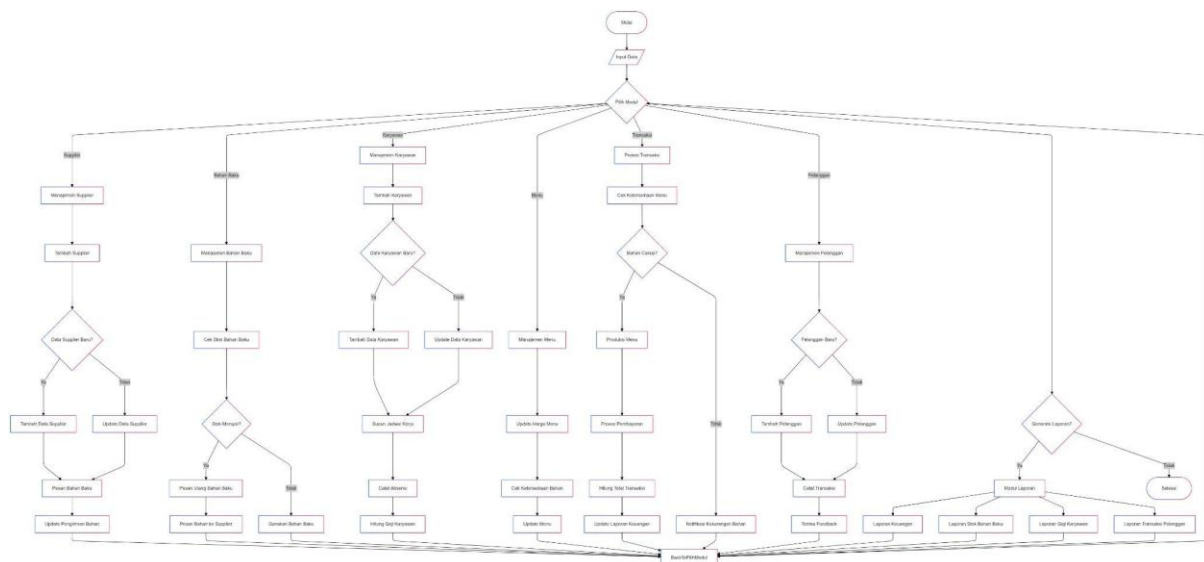 Mulai
Input Data
Pilih Modul
Supplier
Bahan Baku
Karyawan
Menu
Transaksi
Pelanggan
Manajemen Karyawan
Proses Transaksi
Manajemen Supplier
Tambah Karyawan
Cek Ketersediaan Menu
Tambah Supplier
Manajemen Bahan Baku
Data Karyawan Baru?
Bahan Cukup?
Manajemen Pelanggan
Ya
Tidak
Ya
Data Supplier Baru?
Cek Stok Bahan Baku
Tambah Data Karyawan
Update Data Karyawan
Manajemen Menu
Produksi Menu
Pelanggan Baru?
Ya
Tidak
Ya
Tidak
Tambah Data Supplier
Update Data Supplier
Stok Menipis?
Susun Jadwal Kerja
Update Harga Menu
Proses Pembayaran
Tidak
Tambah Pelanggan
Update Pelanggan
Generate Laporan?
Ya
Tidak
Ya
Tidak
Pesan Bahan Baku
Pesan Ulang Bahan Baku
Catat Absensi
Cek Ketersediaan Bahan
Hitung Total Transaksi
Catat Transaksi
Modul Laporan
Selesai
Update Pengiriman Bahan
Pesan Bahan ke Supplier
Gunakan Bahan Baku
Hitung Gaji Karyawan
Update Menu
Update Laporan Keuangan
Notifikasi Kekurangan Bahan
Terima Feedback
Laporan Keuangan
Laporan Stok Bahan Baku
Laporan Gaji Karyawan
Laporan Transaksi Pelanggan
BackToPilihModul